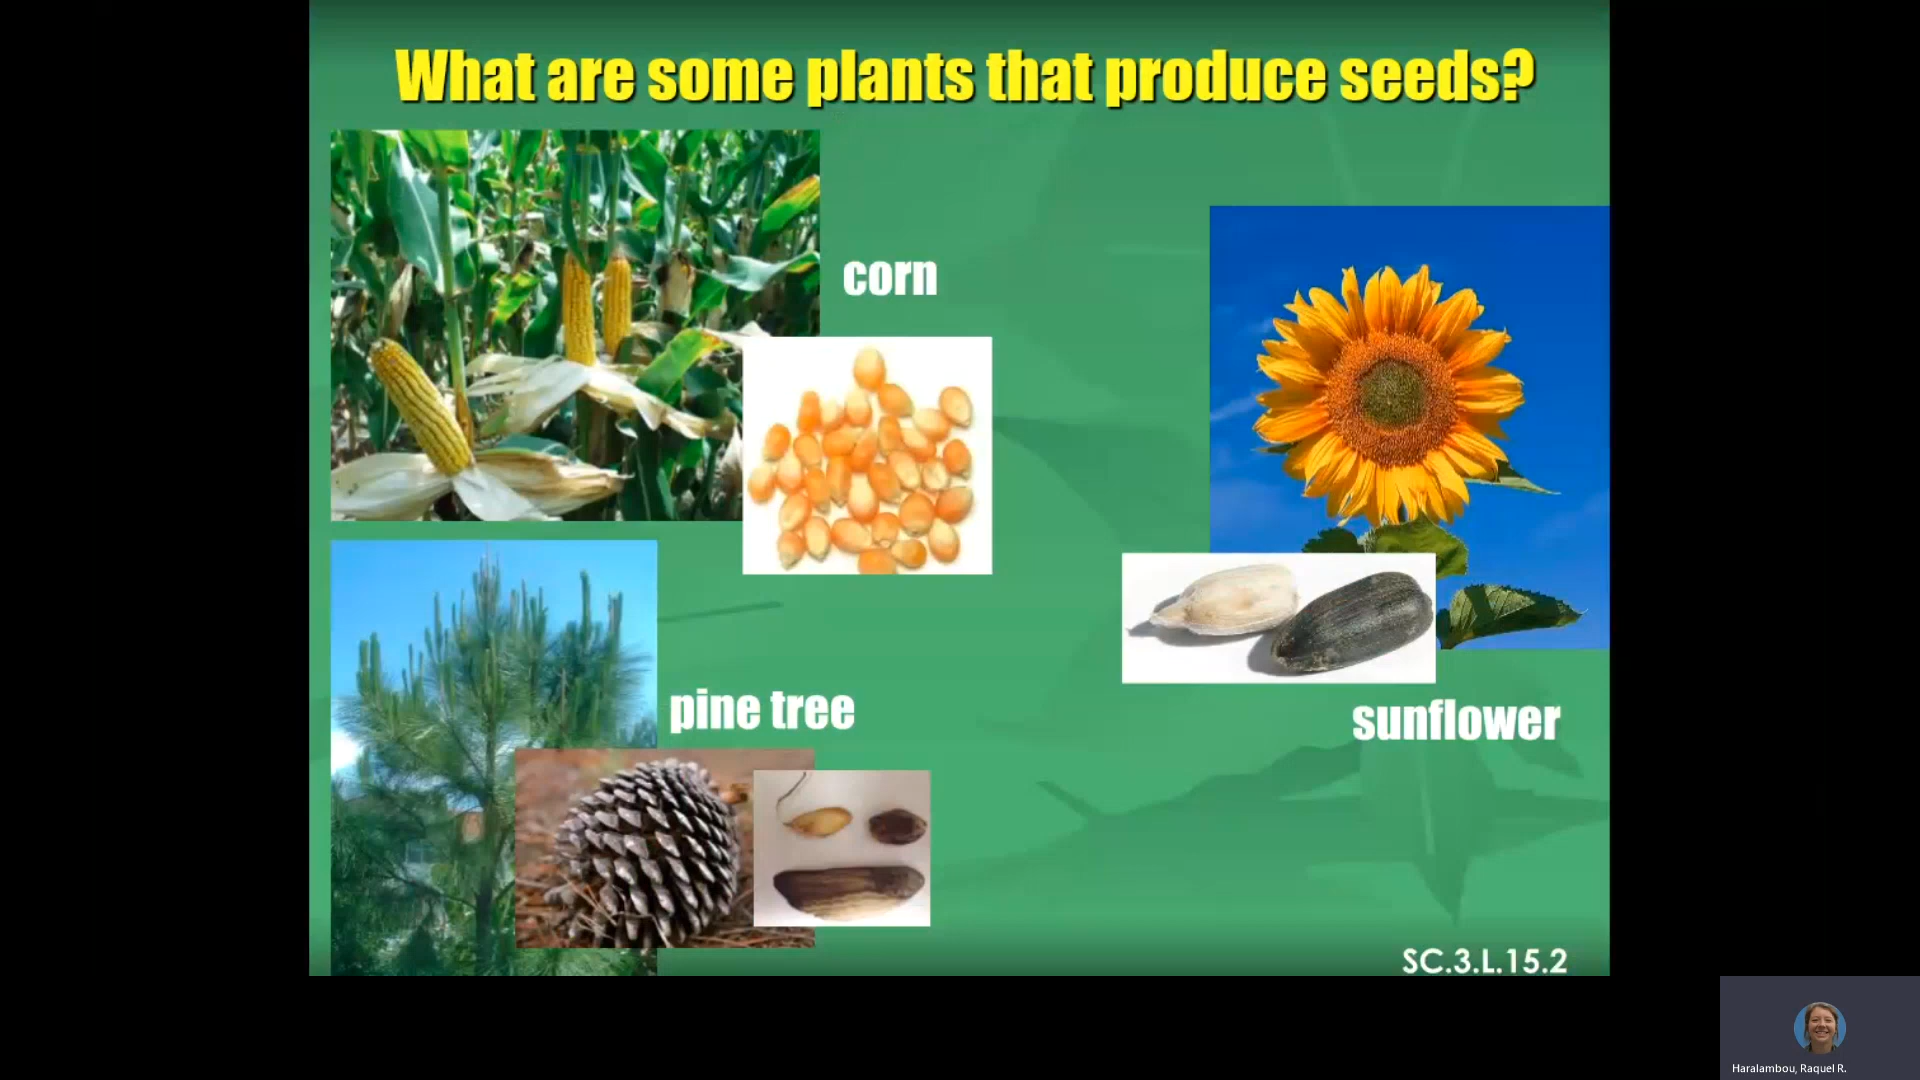 What are some plants that produce seeds?
corn
pine tree
sunflower
SC.3.L.15.2
Haralambou, Raquel R.